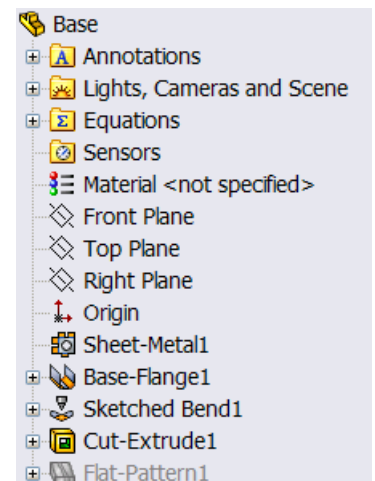 Base
Annotations
Lights, Cameras and Scene
Equations
Sensors
Material <not specified>
Front Plane
Top Plane
Right Plane
Origin
Sheet-Metal1
Base-Flange1
Sketched Bend1
Cut-Extrude1
Flat-Pattern1